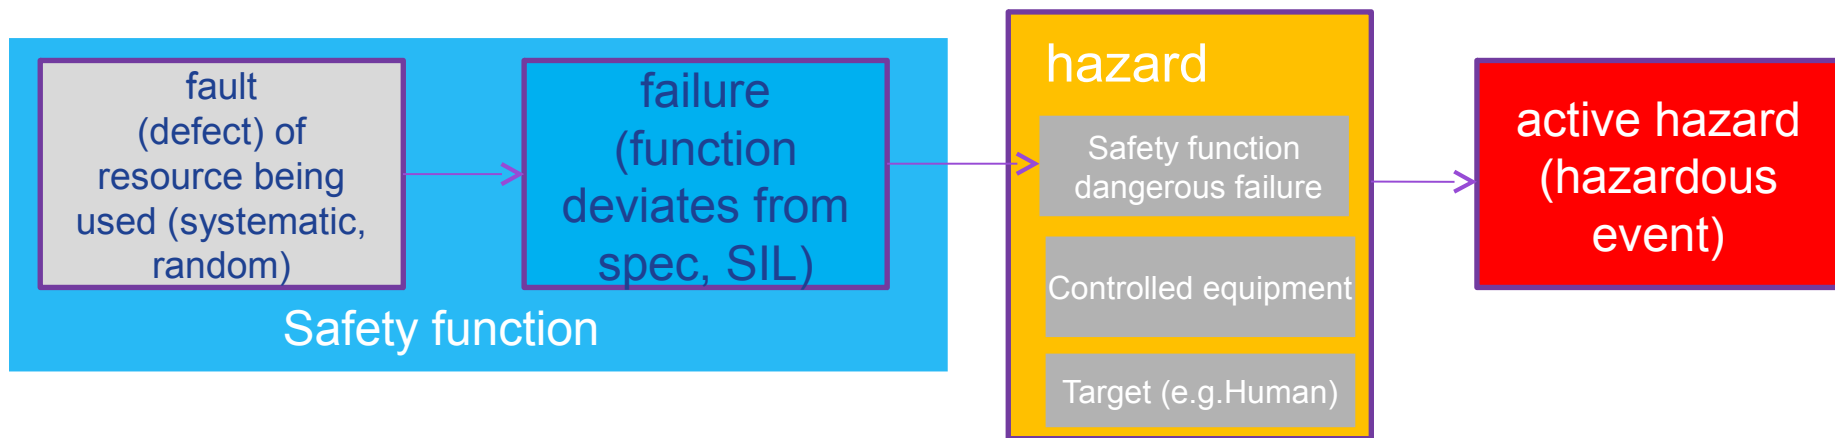 fault
(defect) of
resource being
used (systematic,
random)
failure
(function
deviates from
spec, SIL)
Safety function
hazard
Safety function
dangerous failure
Controlled equipment
Target (e.g.Human)
active hazard
(hazardous
event)